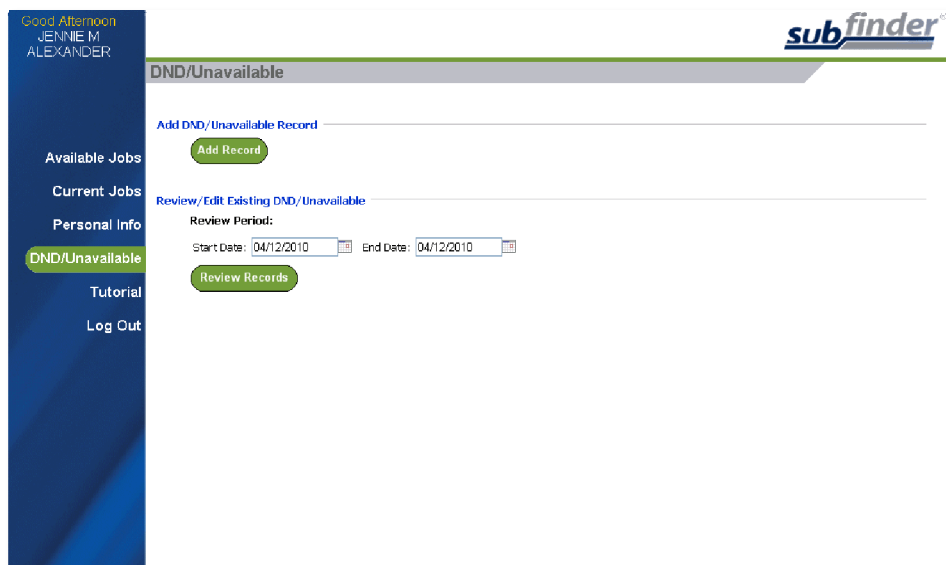 Good Afternoon
JENNIE M
ALEXANDER
subfinder®
DND/Unavailable
Available Jobs
Current Jobs
Personal Info
DND/Unavailable
Tutorial
Log Out
Add DND/Unavailable Record
Add Record
Review/Edit Existing DND/Unavailable
Review Period:
Start Date: 04/12/2010 End Date: 04/12/2010
Review Records